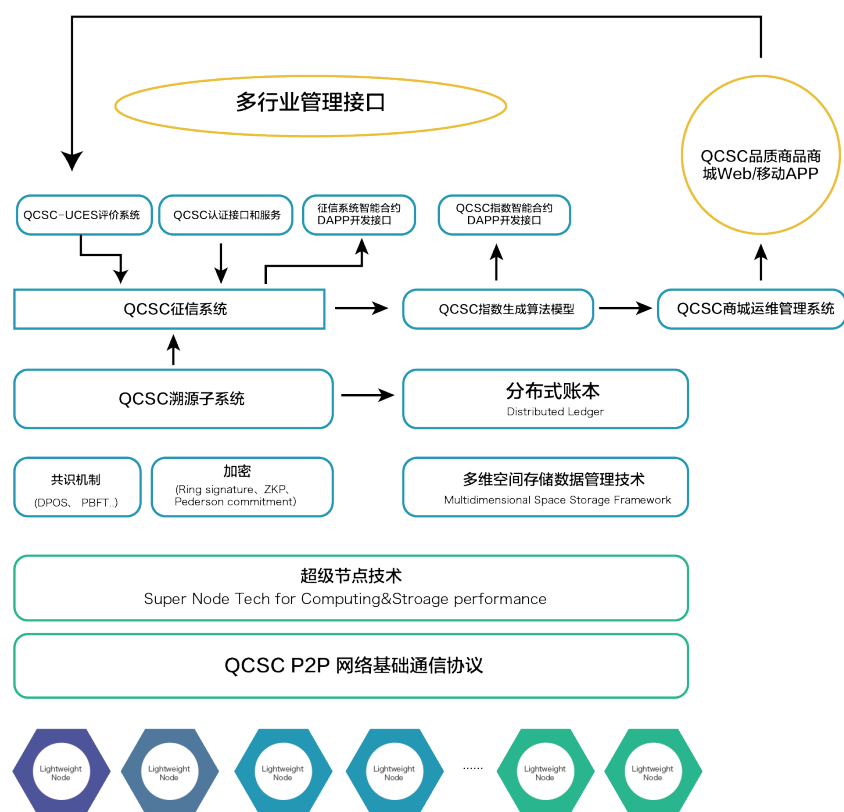 多行业管理接口
QCSC品质商品商
城Web/移动APP
QCSC-UCES评价系统
QCSC认证接口和服务
征信系统智能合约
DAPP开发接口
QCSC指数智能合约
DAPP开发接口
QCSC征信系统
QCSC指数生成算法模型
QCSC商城运维管理系统
QCSC溯源子系统
分布式账本
Distributed Ledger
共识机制
(DPOS、 PBFT..)
加密
(Ring signature、ZKP、
Pederson commitment)
多维空间存储数据管理技术
Multidimensional Space Storage Framework
超级节点技术
Super Node Tech for Computing&Stroage performance
QCSC P2P 网络基础通信协议
Lightweight
Node
Lightweight
Node
Lightweight
Node
Lightweight
Node
......
Lightweight
Node
Lightweight
Node